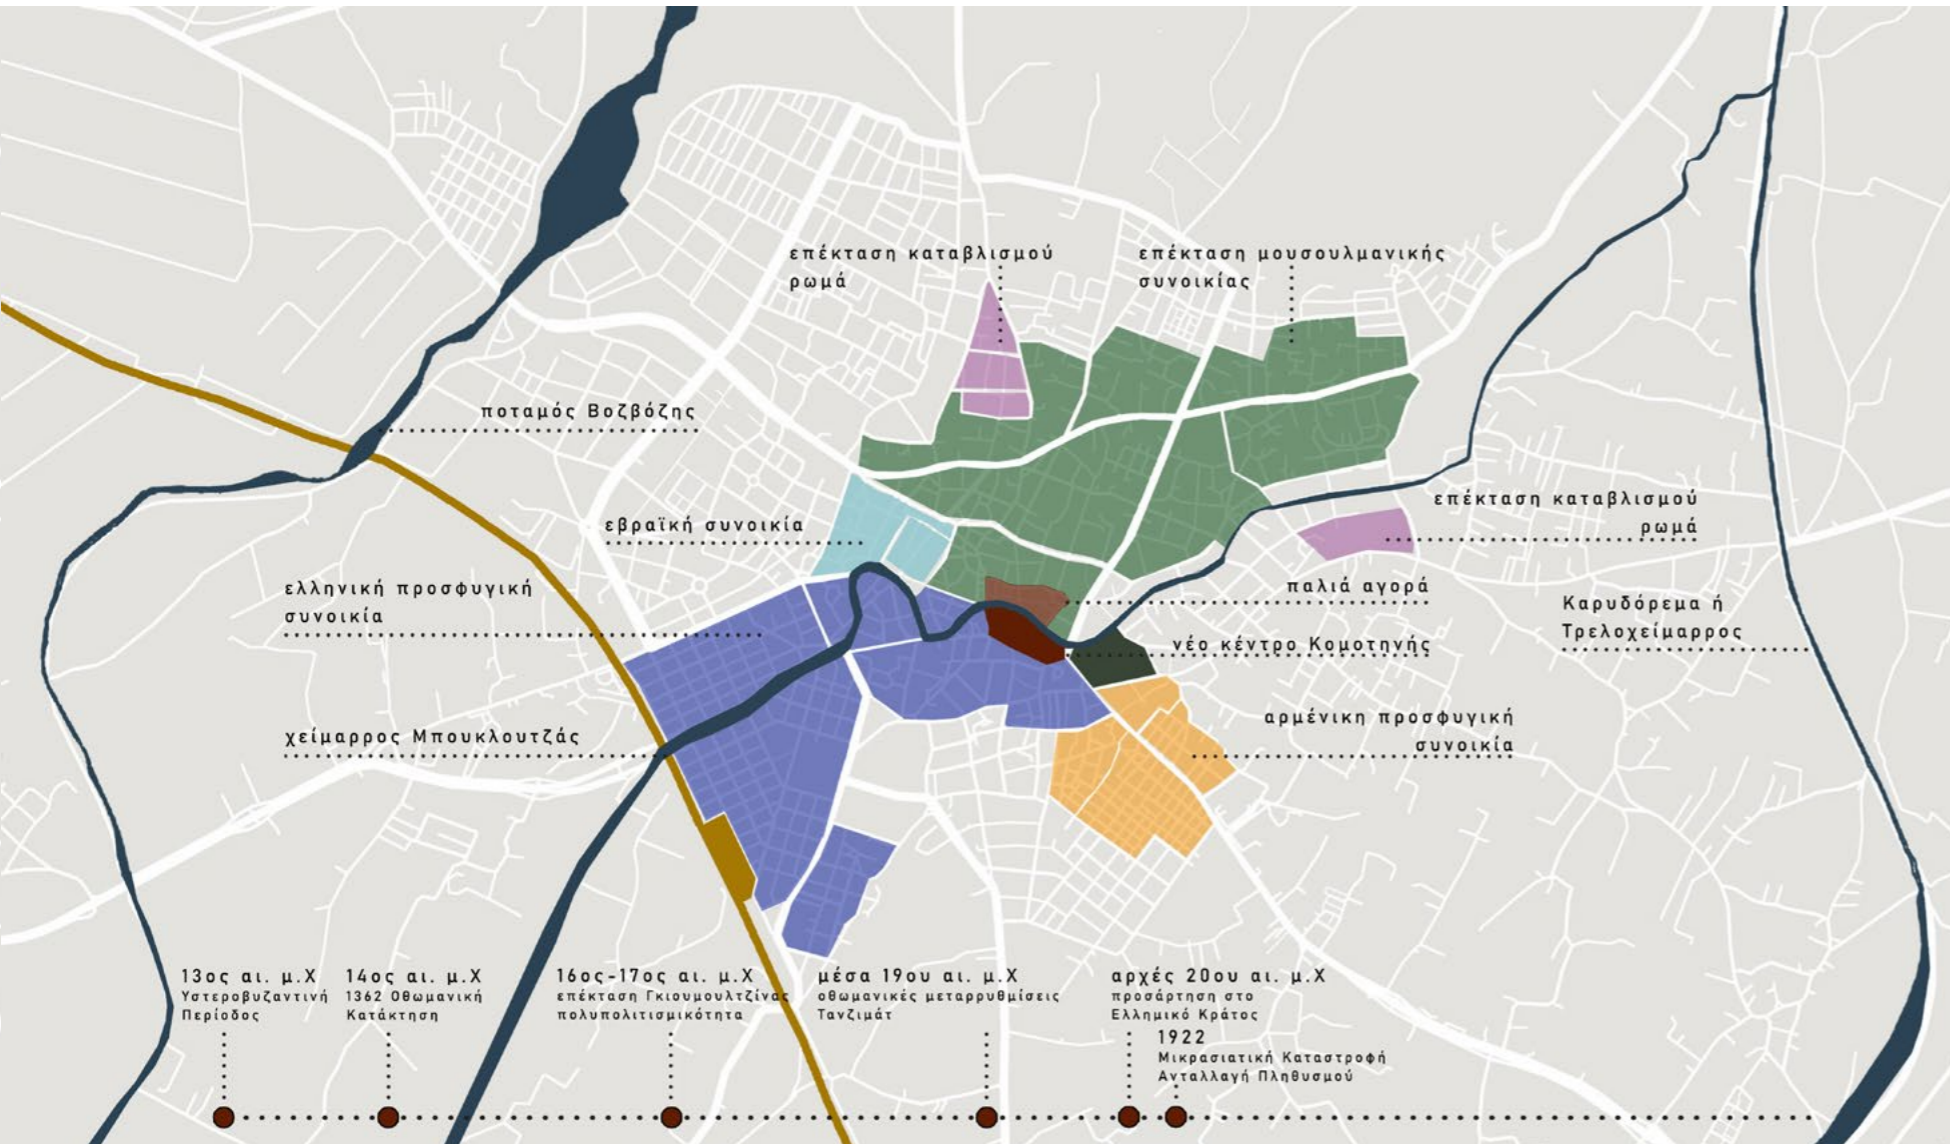 επέκταση καταβλισμού
ρωμά
επέκταση μουσουλμανικής
συνοικίας
ποταμός Βοζβόζης
εβραϊκή συνοικία
επέκταση καταβλισμού
ρωμά
ελληνική προσφυγική
συνοικία
παλιά αγορά
Καρυδόρεμα ή
Τρελοχείμαρρος
νέο κέντρο Κομοτηνής
χείμαρρος Μπουκλουτζάς
αρμένικη προσφυγική
συνοικία
13ος αι. μ.Χ
Υστεροβυζαντινή
Περίοδος
14ος αι. μ.Χ
1362 Οθωμανική
Κατάκτηση
16ος-17ος αι. μ.Χ
επέκταση Γκιουμουλτζίνας
πολυπολιτισμικότητα
μέσα 19ου αι. μ.Χ
οθωμανικές μεταρρυθμίσεις
Τανζιμάτ
αρχές 20ου αι. μ.Χ
προσάρτηση στο
Ελλημικό Κράτος
1922
Μικρασιατική Καταστροφή
Ανταλλαγή Πληθυσμού